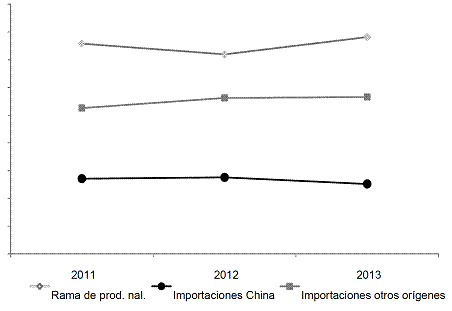 2011 2012 2013
Rama de prod. nal. Importaciones China Importaciones otros orígenes